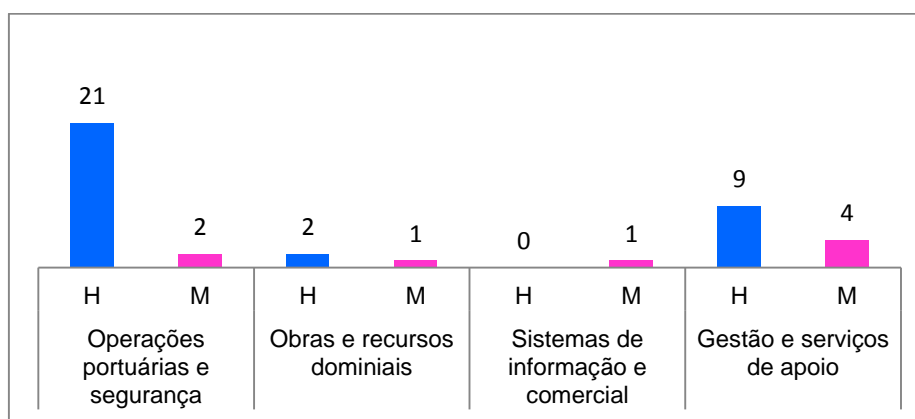 21
2
2
1
0
1
9
4
H M H M H M H M
Operações
portuárias e
segurança
Obras e recursos
dominiais
Sistemas de
informação e
comercial
Gestão e serviços
de apoio